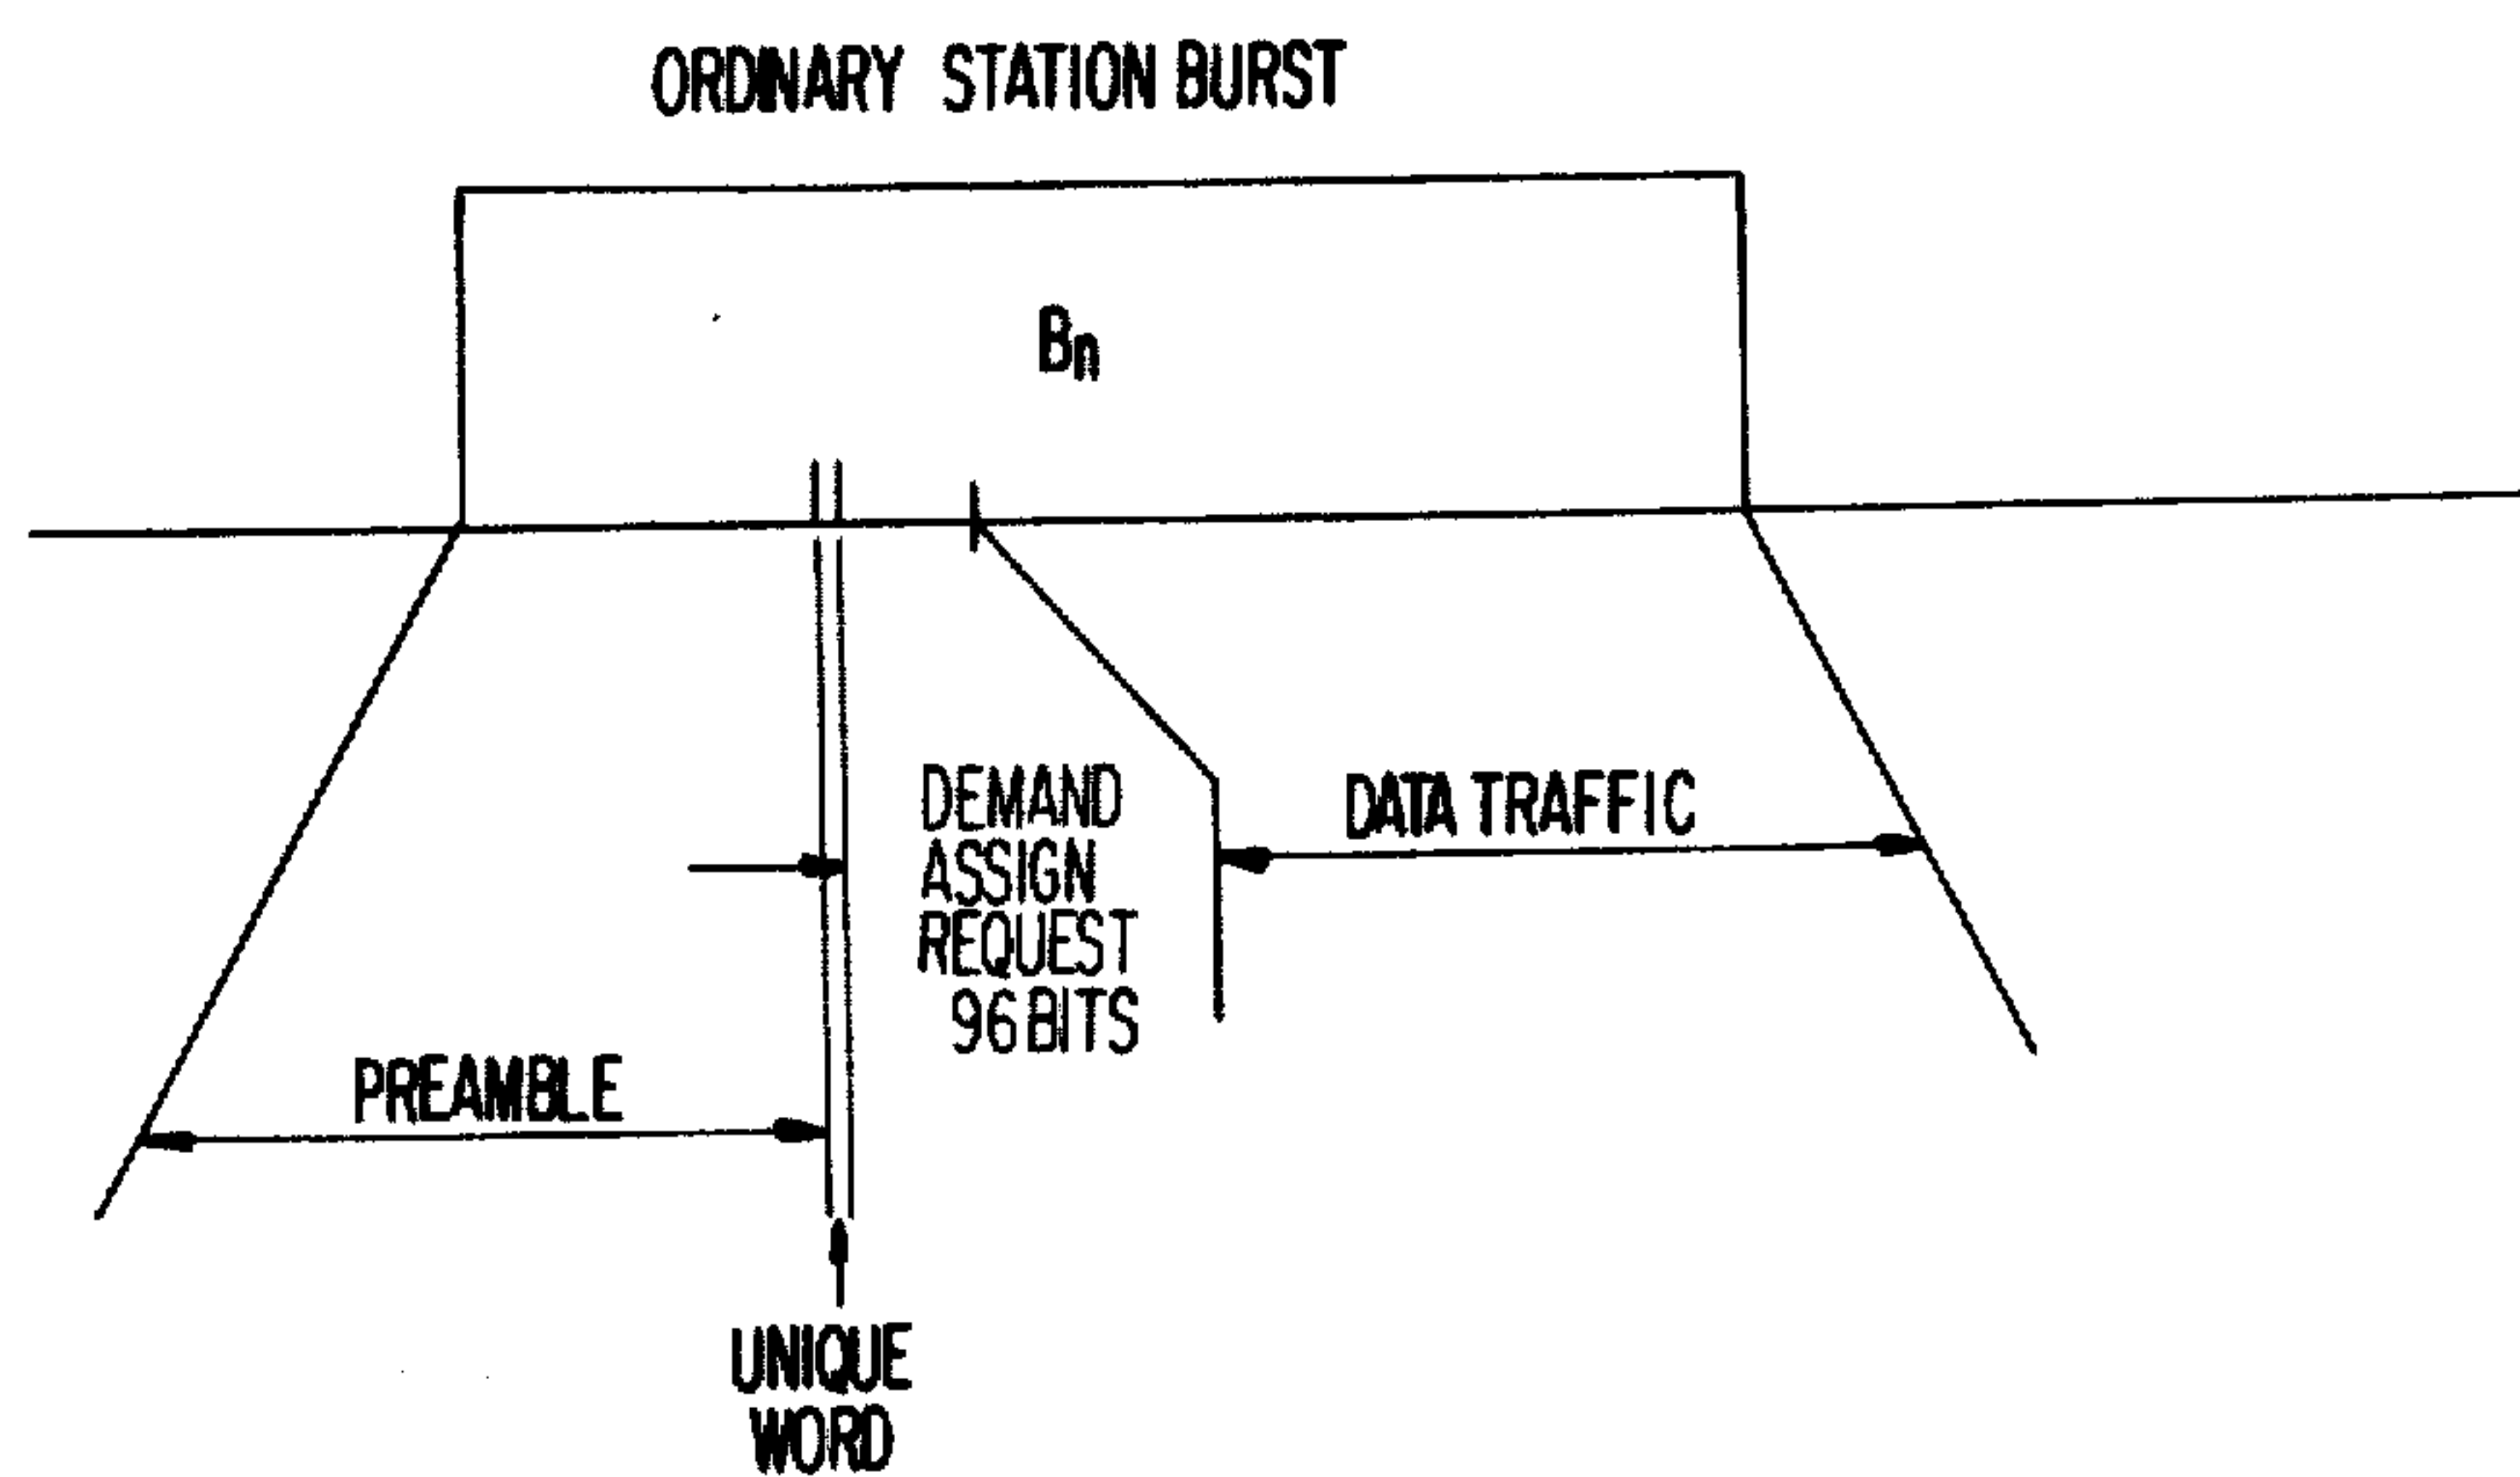 ORDINARY STATION BURST
Bn
DEMAND
ASSIGN
REQUEST
96 BITS
DATA TRAFFIC
PREAMBLE
UNIQUE
WORD